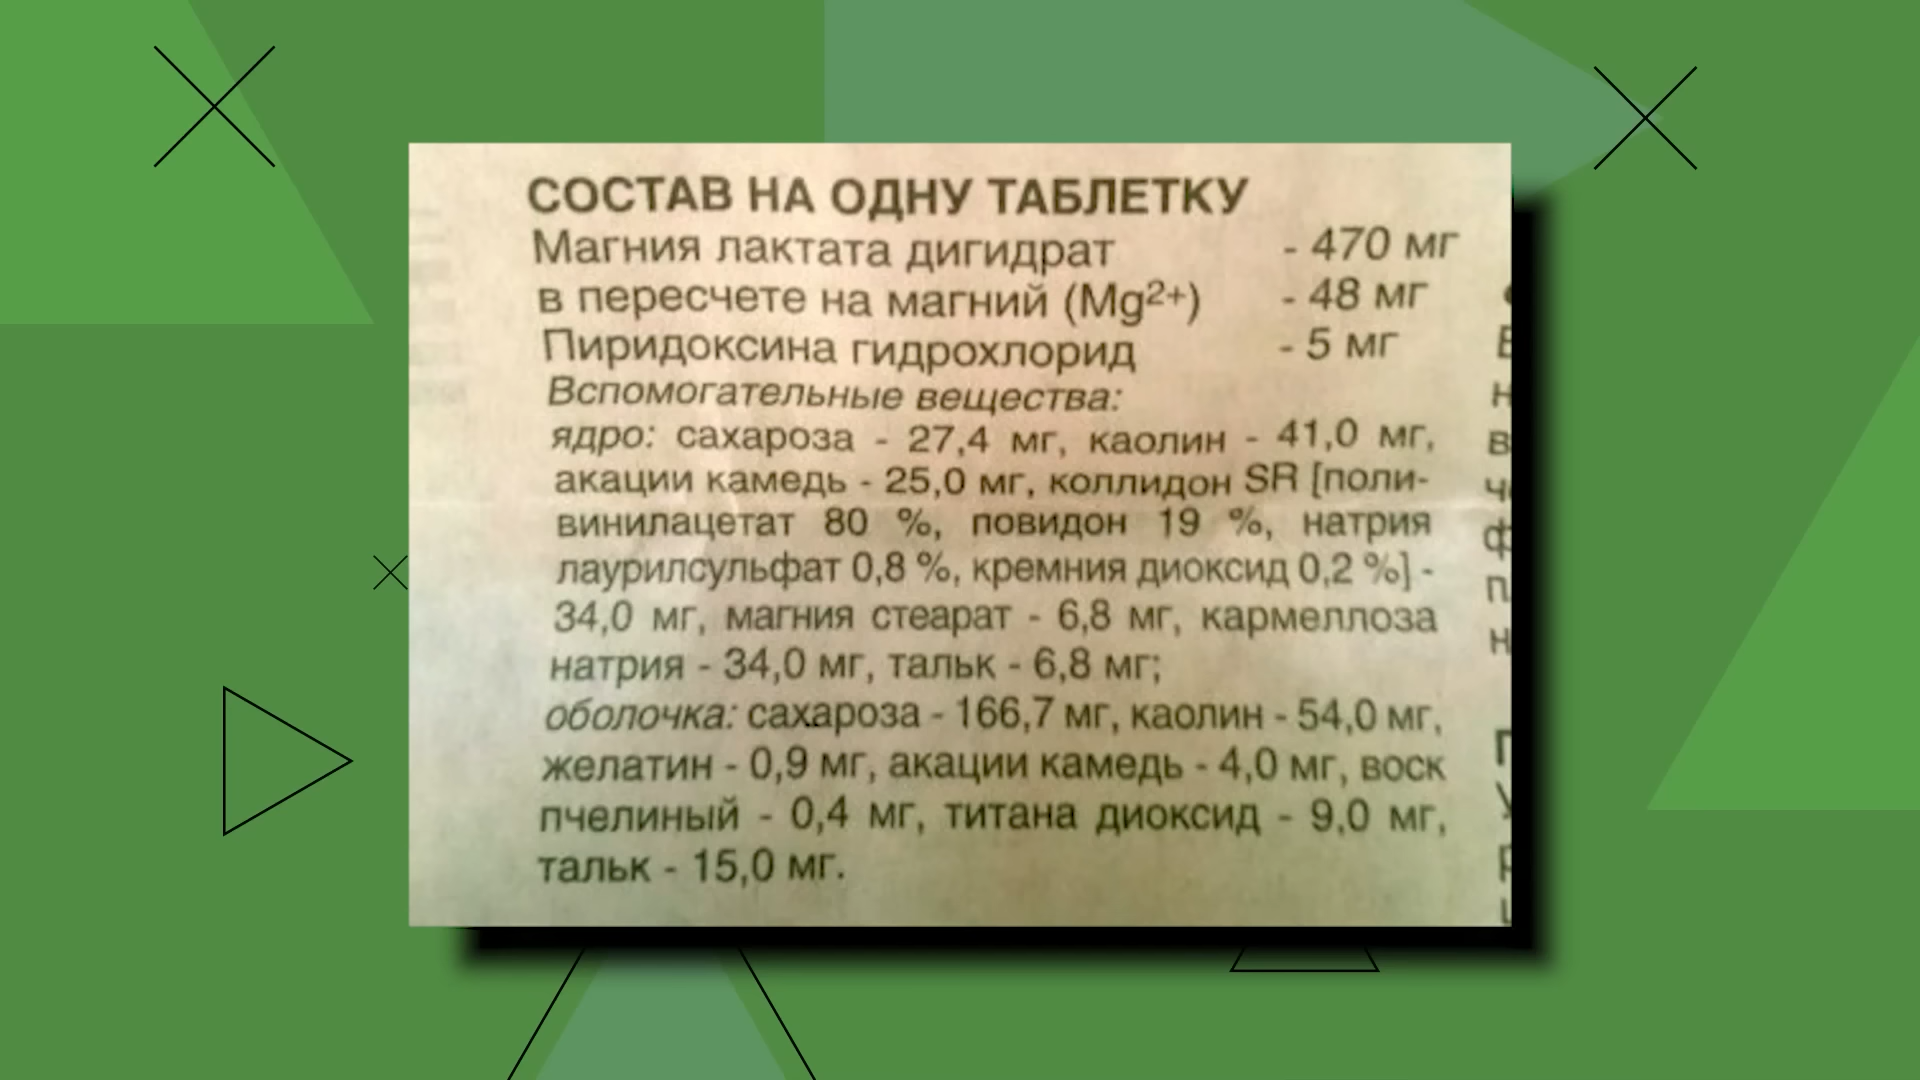 СОСТАВ НА ОДНУ ТАБЛЕТКУ
Магния лактата дигидрат - 470 мг
в пересчете на магний (Mg2+) - 48 мг
Пиридоксина гидрохлорид - 5 мг
Вспомогательные вещества:
ядро: сахароза - 27,4 мг, каолин - 41,0 мг,
акации камедь - 25,0 мг, коллидон SR [поли-
винилацетат 80 %, повидон 19 %, натрия
лаурилсульфат 0,8 %, кремния диоксид 0,2 %] -
34,0 мг, магния стеарат - 6,8 мг, кармеллоза
натрия - 34,0 мг, тальк - 6,8 мг;
оболочка: сахароза - 166,7 мг, каолин - 54,0 мг,
желатин - 0,9 мг, акации камедь - 4,0 мг, воск
пчелиный - 0,4 мг, титана диоксид - 9,0 мг,
тальк - 15,0 мг.